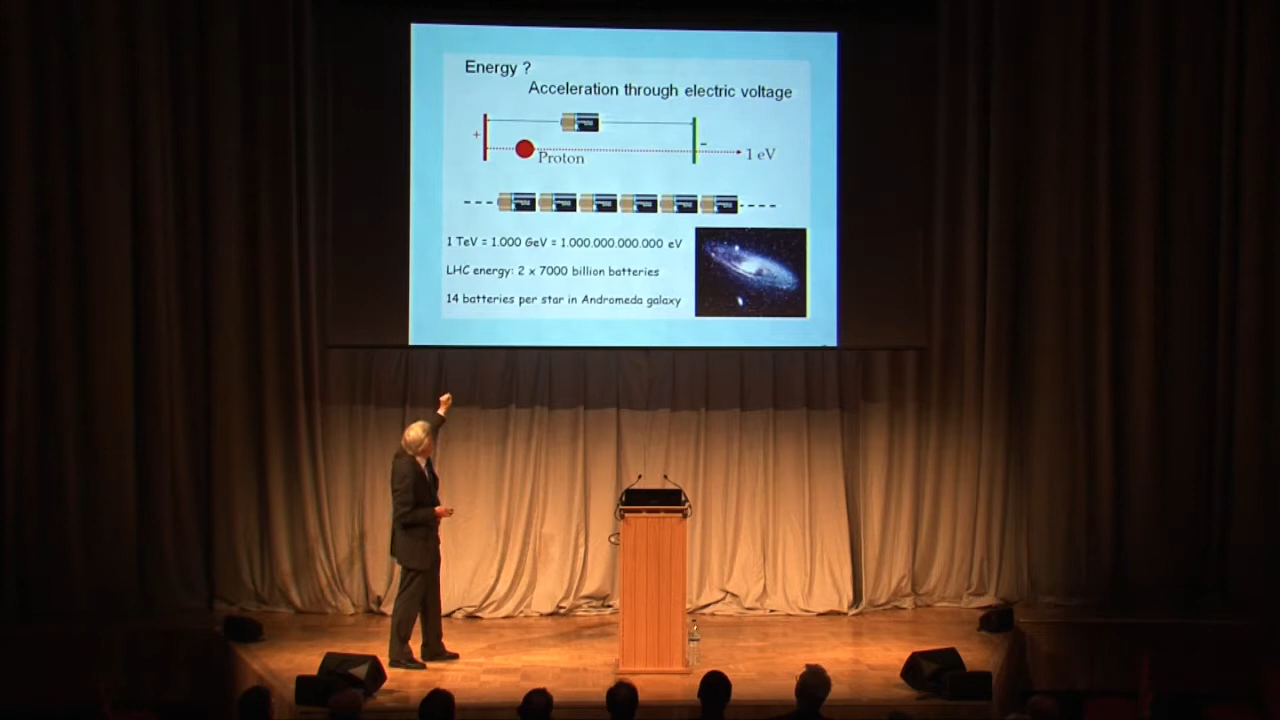 Energy ?
Acceleration through electric voltage
+
-
Proton
1 eV
1 TeV = 1.000 GeV = 1.000.000.000.000 eV
LHC energy: 2 x 7000 billion batteries
14 batteries per star in Andromeda galaxy